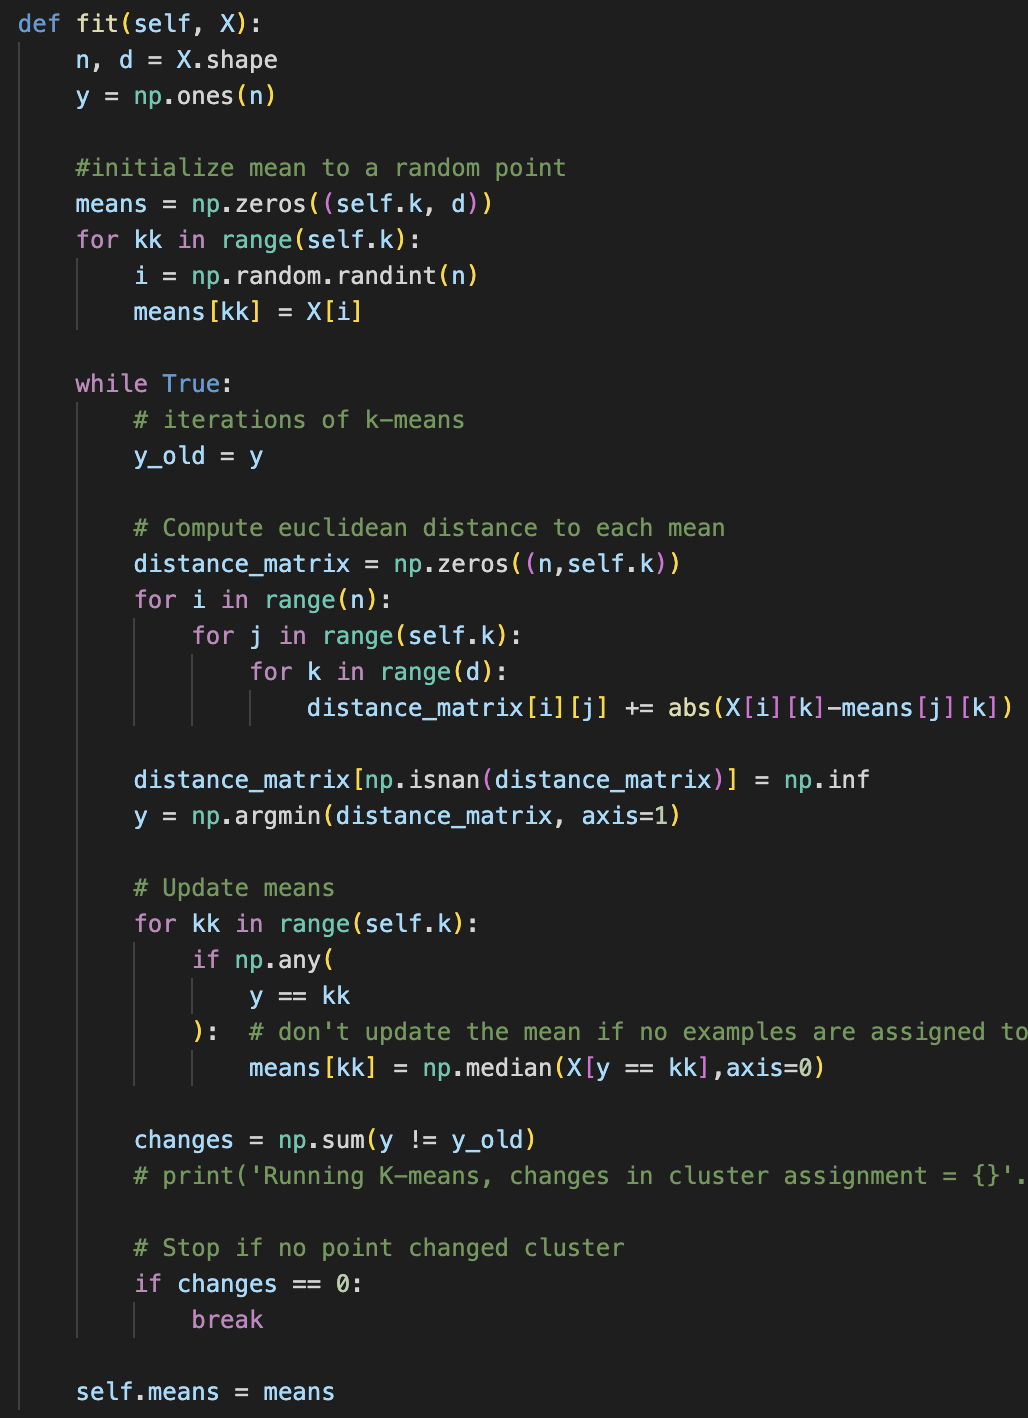 def fit(self, X):
    n, d = X.shape
    y = np.ones(n)

    #initialize mean to a random point
    means = np.zeros((self.k, d))
    for kk in range(self.k):
        i = np.random.randint(n)
        means[kk] = X[i]

    while True:
        # iterations of k-means
        y_old = y

        # Compute euclidean distance to each mean
        distance_matrix = np.zeros((n,self.k))
        for i in range(n):
            for j in range(self.k):
                for k in range(d):
                    distance_matrix[i][j] += abs(X[i][k]-means[j][k])

        distance_matrix[np.isnan(distance_matrix)] = np.inf
        y = np.argmin(distance_matrix, axis=1)

        # Update means
        for kk in range(self.k):
            if np.any(
                y == kk
            ):  # don't update the mean if no examples are assigned to
                means[kk] = np.median(X[y == kk],axis=0)

        changes = np.sum(y != y_old)
        # print('Running K-means, changes in cluster assignment = {}'.

        # Stop if no point changed cluster
        if changes == 0:
            break

    self.means = means